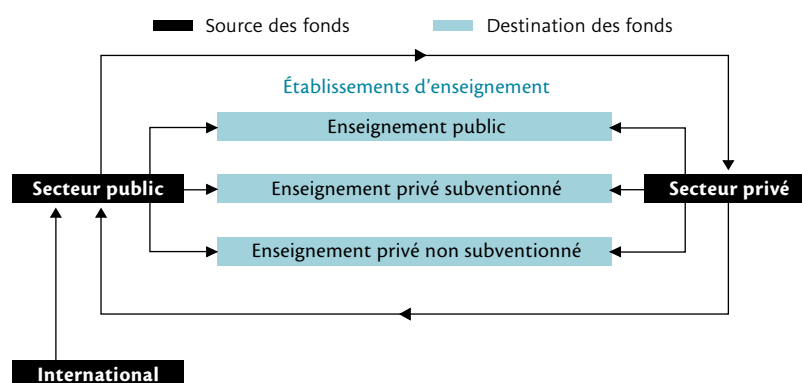 Source des fonds
Destination des fonds
Établissements d'enseignement
Enseignement public
Secteur public
Enseignement privé subventionné
Secteur privé
Enseignement privé non subventionné
International